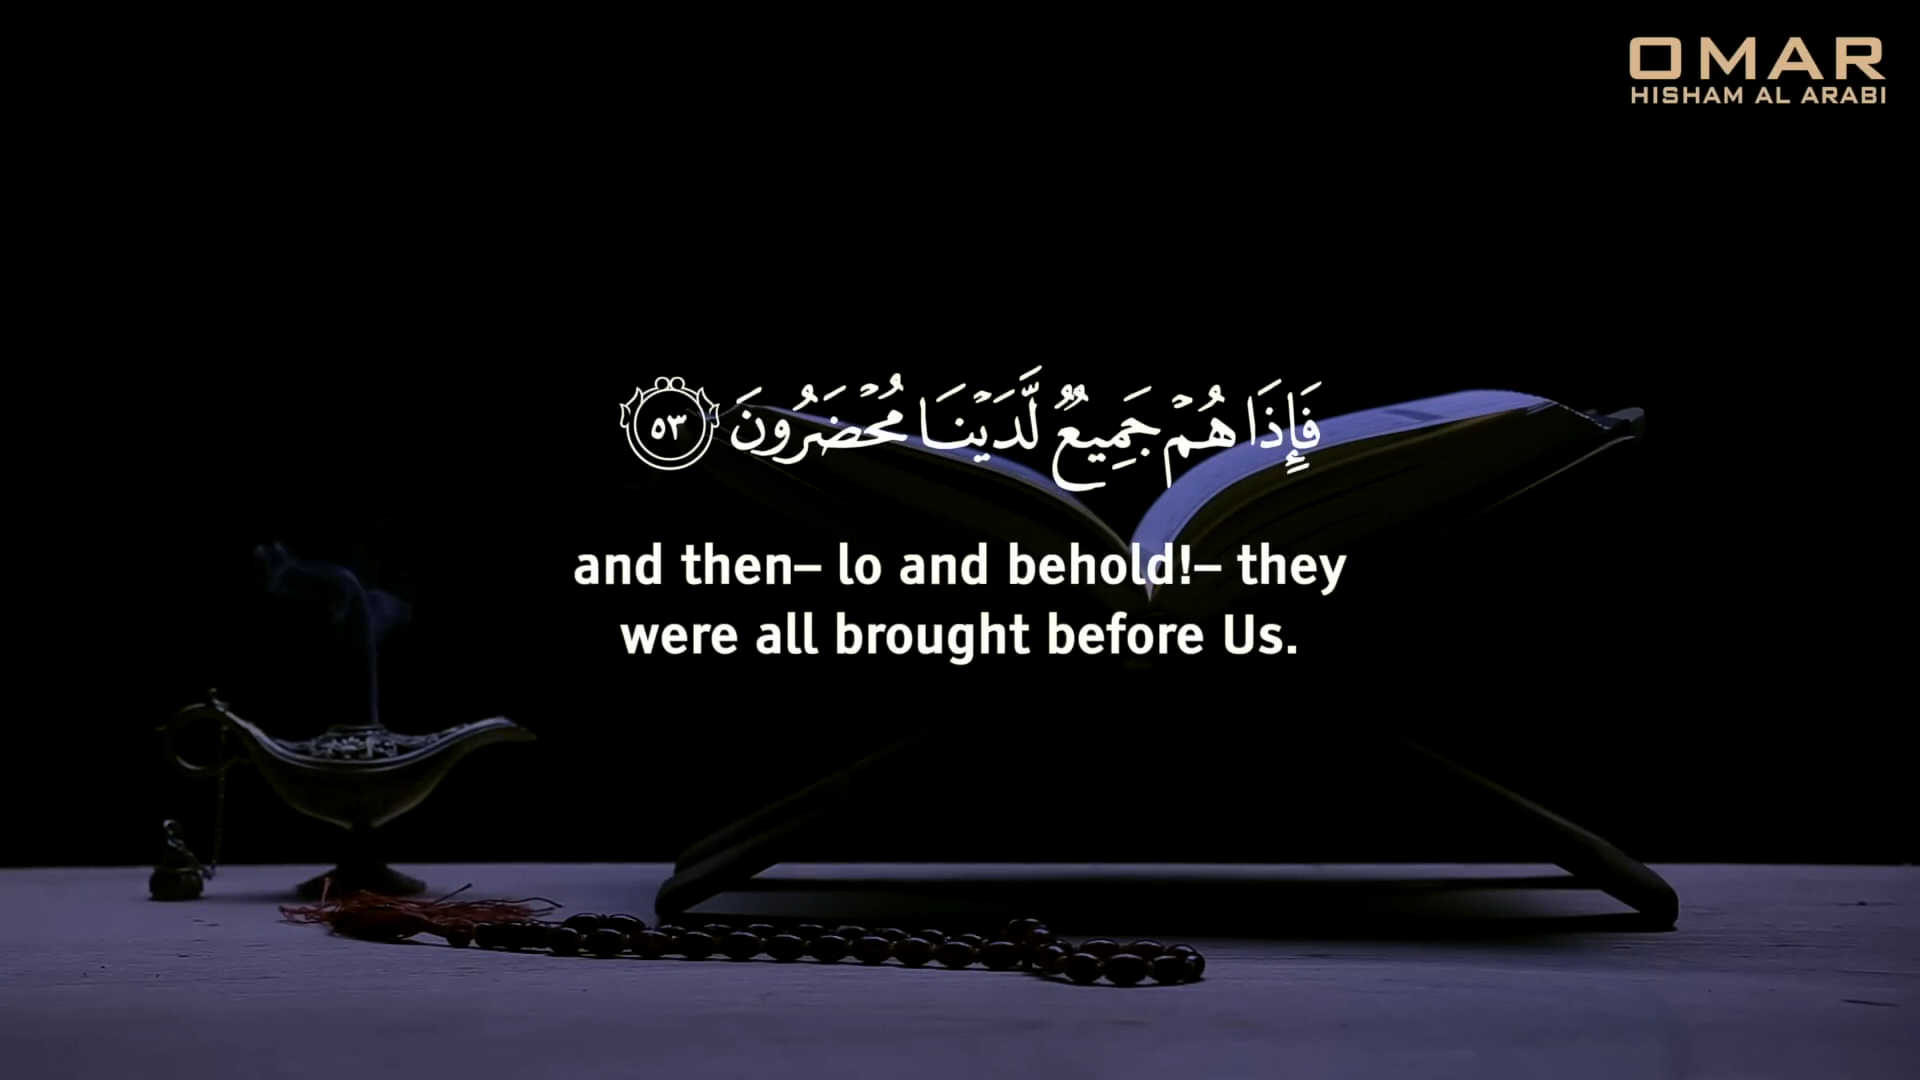 OMAR
HISHAM AL ARABI
فَإِذَا هُمْ جَمِيعٌ لَّدَيْنَا مُحْضَرُونَ ٥٣
and then– lo and behold!– they
were all brought before Us.